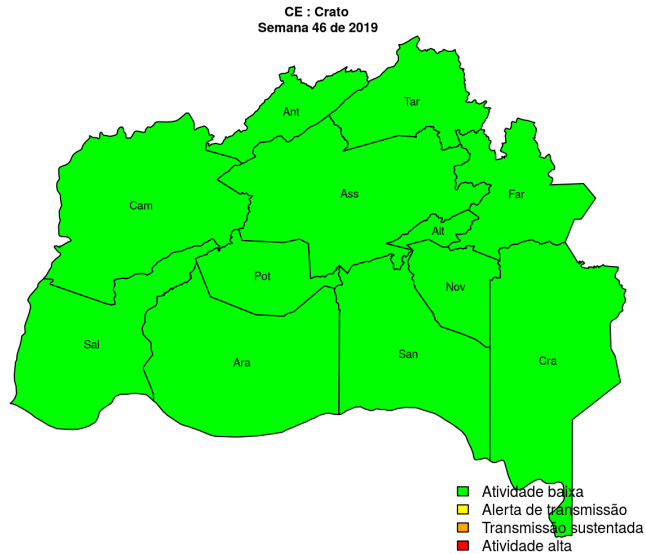 CE : Crato
Semana 46 de 2019
Tar
Ant
Ass
Far
Cam
Alt
Pot
Nov
Sal
San
Ara
Cra
Atividade baixa
Alerta de transmissão
Transmissão sustentada
Atividade alta